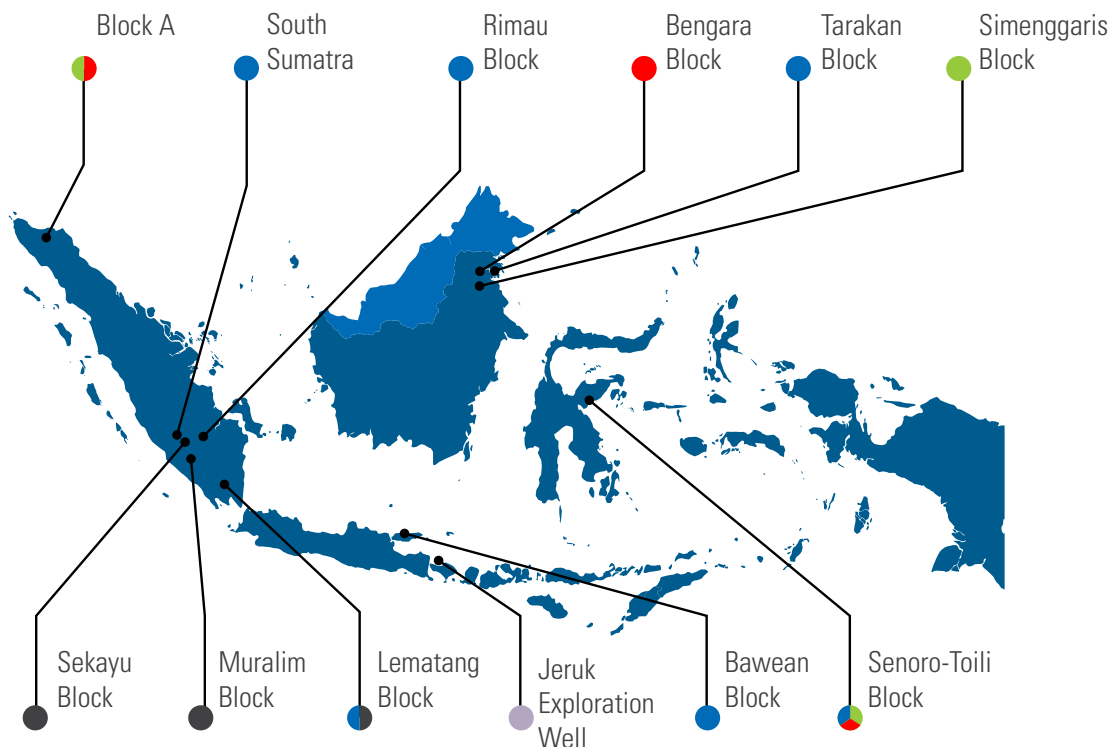 Block A
South
Sumatra
Rimau
Block
Bengara
Block
Tarakan
Block
Simenggaris
Block
Sekayu
Block
Muralim
Block
Lematang
Block
Jeruk
Exploration
Well
Bawean
Block
Senoro-Toili
Block